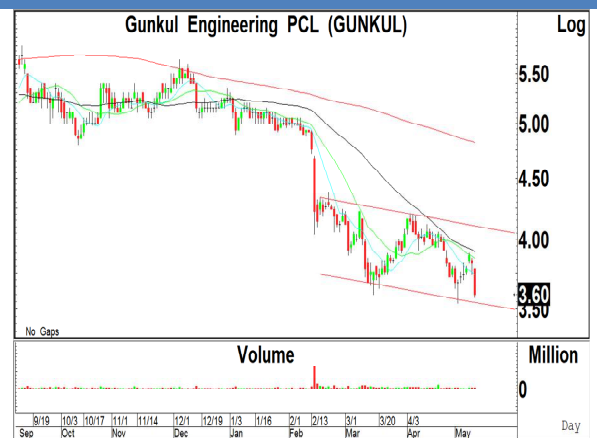 Gunkul Engineering PCL (GUNKUL)
Log
5.50
5.00
4.50
4.00
3.60
3.50
No Gaps
Volume
Million
0
9/19 10/3 10/17 11/1 11/14 12/1 12/19 1/3 1/16 2/1 2/13 3/1 3/20 4/3
Sep Oct Nov Dec Jan Feb Mar Apr May
Day